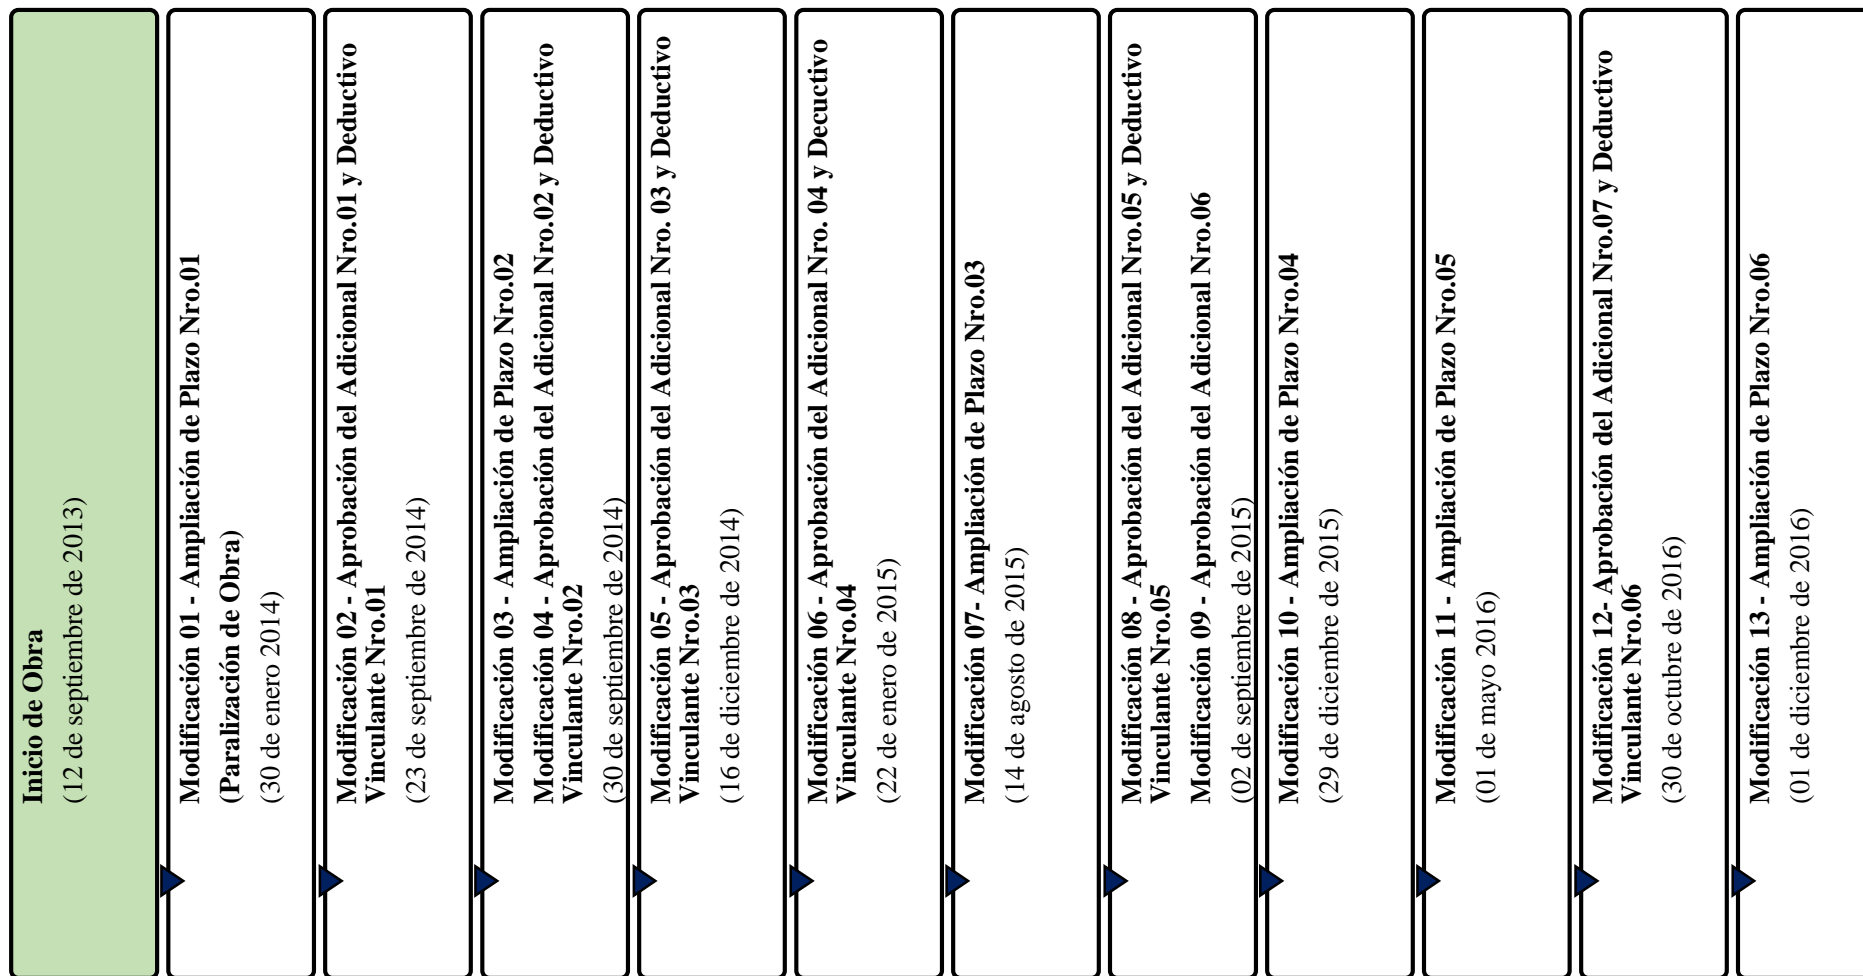 Inicio de Obra
(12 de septiembre de 2013)
Modificación 01 - Ampliación de Plazo Nro.01
(Paralización de Obra)
(30 de enero 2014)
Modificación 02 - Aprobación del Adicional Nro.01 y Deductivo
Vinculante Nro.01
(23 de septiembre de 2014)
Modificación 03 - Ampliación de Plazo Nro.02
Modificación 04 - Aprobación del Adicional Nro.02 y Deductivo
Vinculante Nro.02
(30 de septiembre de 2014)
Modificación 05 - Aprobación del Adicional Nro. 03 y Deductivo
Vinculante Nro.03
(16 de diciembre de 2014)
Modificación 06 - Aprobación del Adicional Nro. 04 y Decuctivo
Vinculante Nro.04
(22 de enero de 2015)
Modificación 07- Ampliación de Plazo Nro.03
(14 de agosto de 2015)
Modificación 08 - Aprobación del Adicional Nro.05 y Deductivo
Vinculante Nro.05
Modificación 09 - Aprobación del Adicional Nro.06
(02 de septiembre de 2015)
Modificación 10 - Ampliación de Plazo Nro.04
(29 de diciembre de 2015)
Modificación 11 - Ampliación de Plazo Nro.05
(01 de mayo 2016)
Modificación 12- Aprobación del Adicional Nro.07 y Deductivo
Vinculante Nro.06
(30 de octubre de 2016)
Modificación 13 - Ampliación de Plazo Nro.06
(01 de diciembre de 2016)